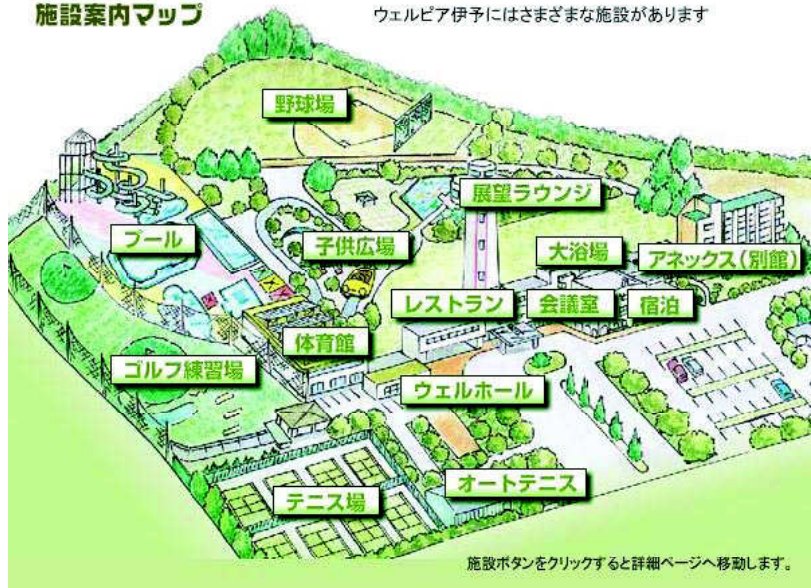 施設案内マップ
ウェルピア伊予にはさまざまな施設があります
野球場
展望ラウンジ
プール
子供広場
大浴場
アネックス(別館)
レストラン
会議室
宿泊
体育館
ゴルフ練習場
ウェルホール
オートテニス
テニス場
施設ボタンをクリックすると詳細ページへ移動します。